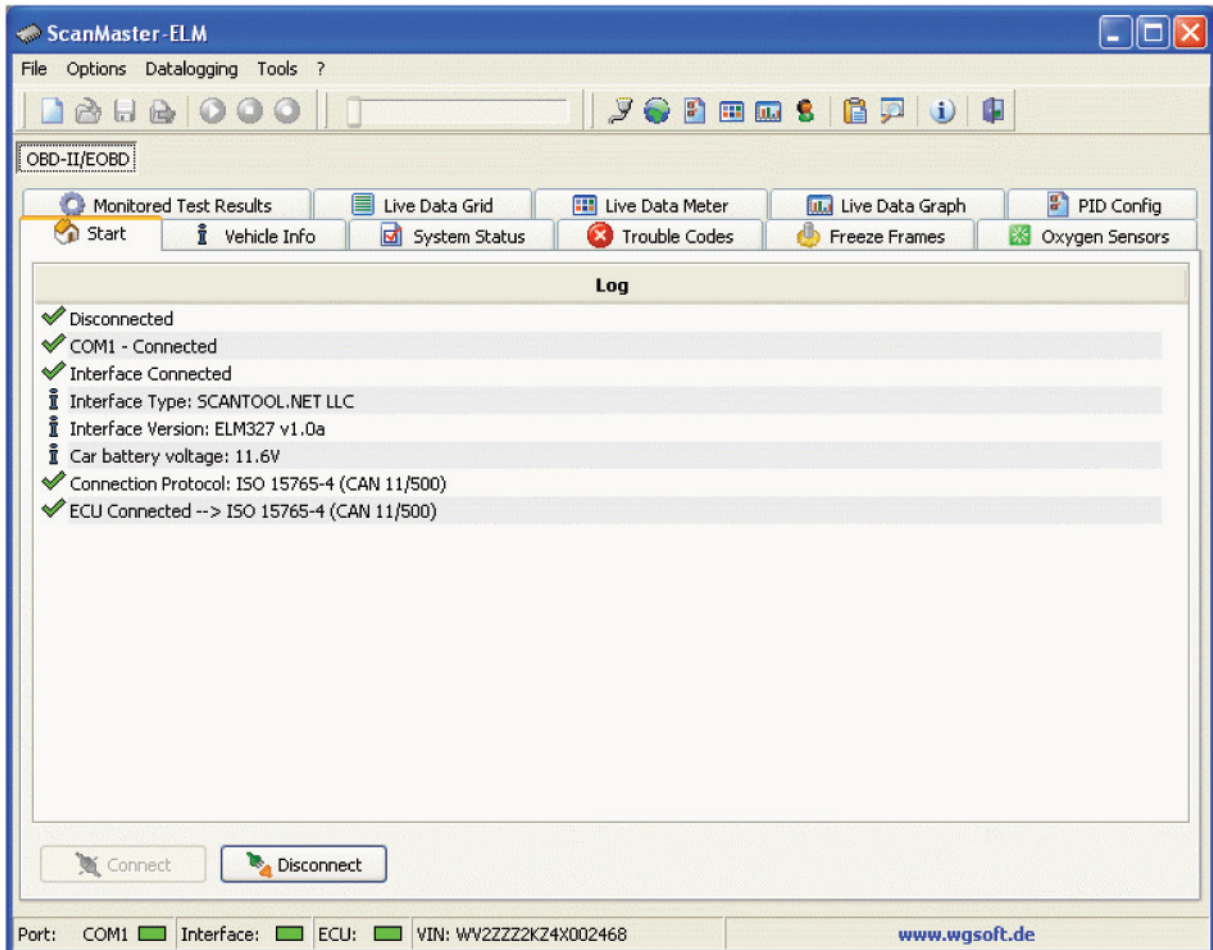 ScanMaster-ELM
File Options Datalogging Tools ?
OBD-II/EOBD
Monitored Test Results Live Data Grid Live Data Meter Live Data Graph PID Config
Start Vehicle Info System Status Trouble Codes Freeze Frames Oxygen Sensors
Log
Disconnected
COM1 - Connected
Interface Connected
Interface Type: SCANTOOL.NET LLC
Interface Version: ELM327 v1.0a
Car battery voltage: 11.6V
Connection Protocol: ISO 15765-4 (CAN 11/500)
ECU Connected --> ISO 15765-4 (CAN 11/500)
Connect Disconnect
Port: COM1 Interface: ECU: VIN: WV2ZZZ2KZ4X002468 www.wgsoft.de